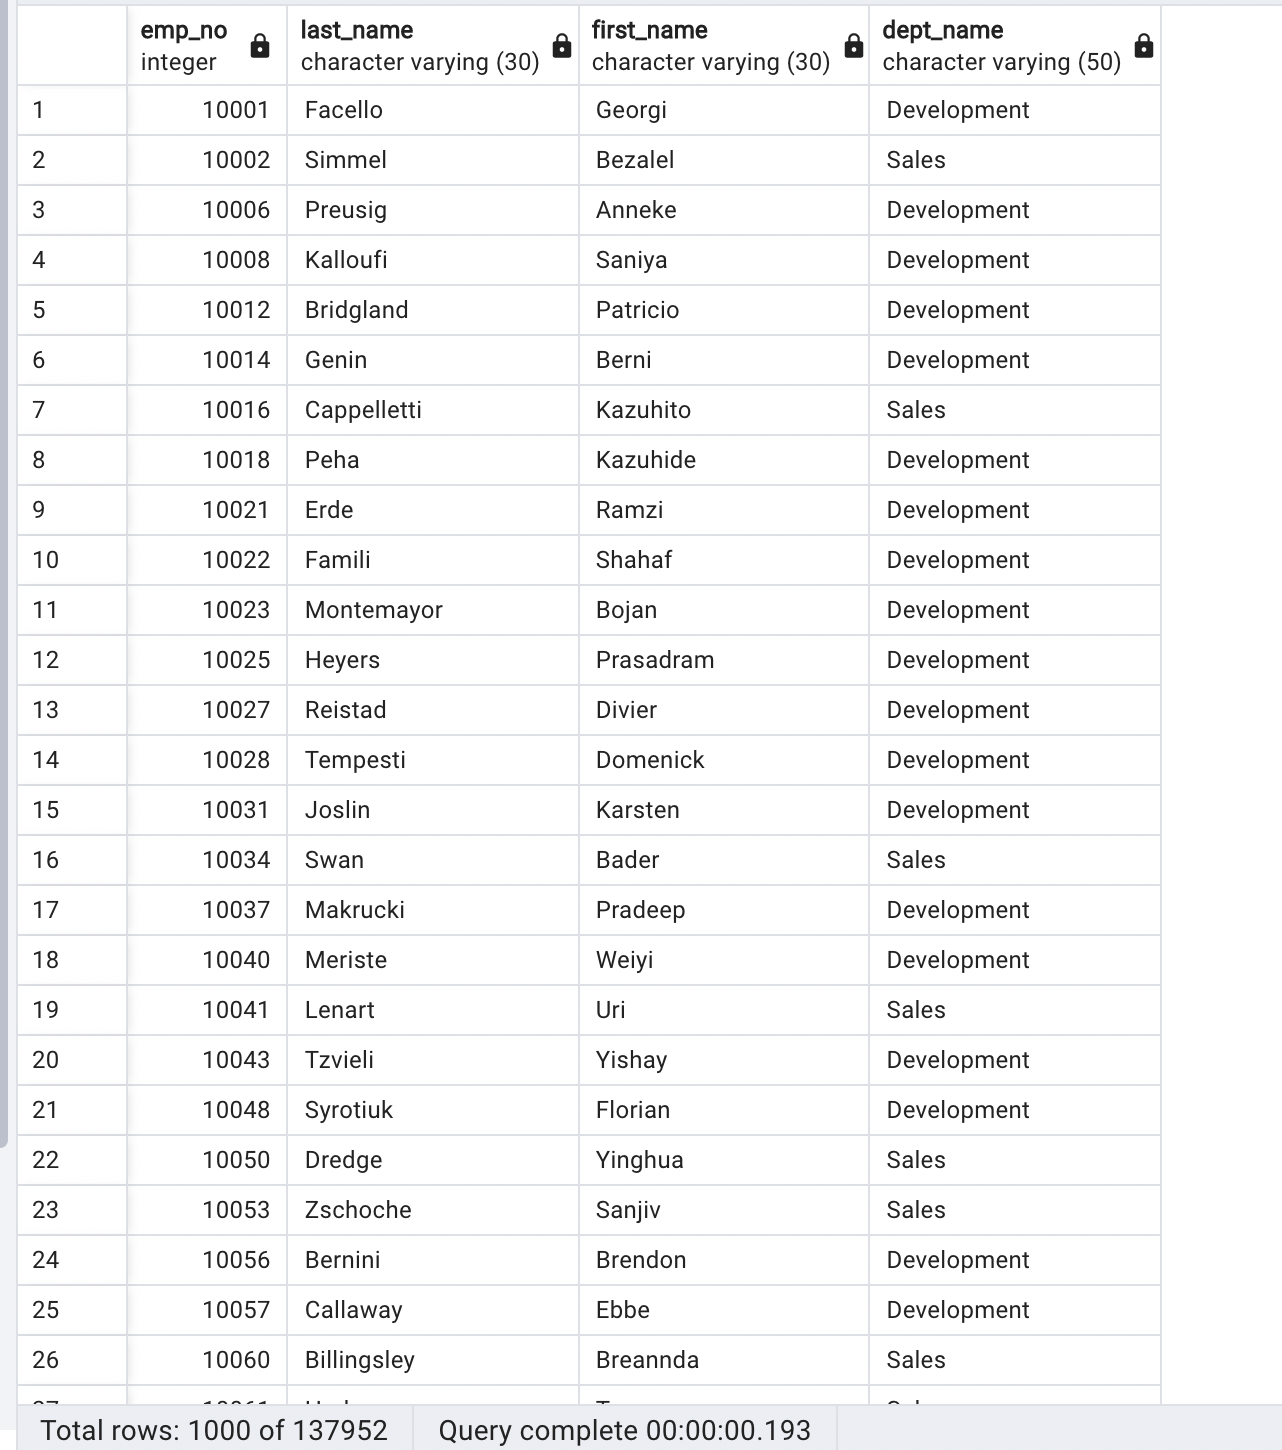 emp_no last_name first_name dept_name
integer character varying (30) character varying (30) character varying (50)
1 10001 Facello Georgi Development
2 10002 Simmel Bezalel Sales
3 10006 Preusig Anneke Development
4 10008 Kalloufi Saniya Development
5 10012 Bridgland Patricio Development
6 10014 Genin Berni Development
7 10016 Cappelletti Kazuhito Sales
8 10018 Peha Kazuhide Development
9 10021 Erde Ramzi Development
10 10022 Famili Shahaf Development
11 10023 Montemayor Bojan Development
12 10025 Heyers Prasadram Development
13 10027 Reistad Divier Development
14 10028 Tempesti Domenick Development
15 10031 Joslin Karsten Development
16 10034 Swan Bader Sales
17 10037 Makrucki Pradeep Development
18 10040 Meriste Weiyi Development
19 10041 Lenart Uri Sales
20 10043 Tzvieli Yishay Development
21 10048 Syrotiuk Florian Development
22 10050 Dredge Yinghua Sales
23 10053 Zschoche Sanjiv Sales
24 10056 Bernini Brendon Development
25 10057 Callaway Ebbe Development
26 10060 Billingsley Breannda Sales
Total rows: 1000 of 137952 Query complete 00:00:00.193